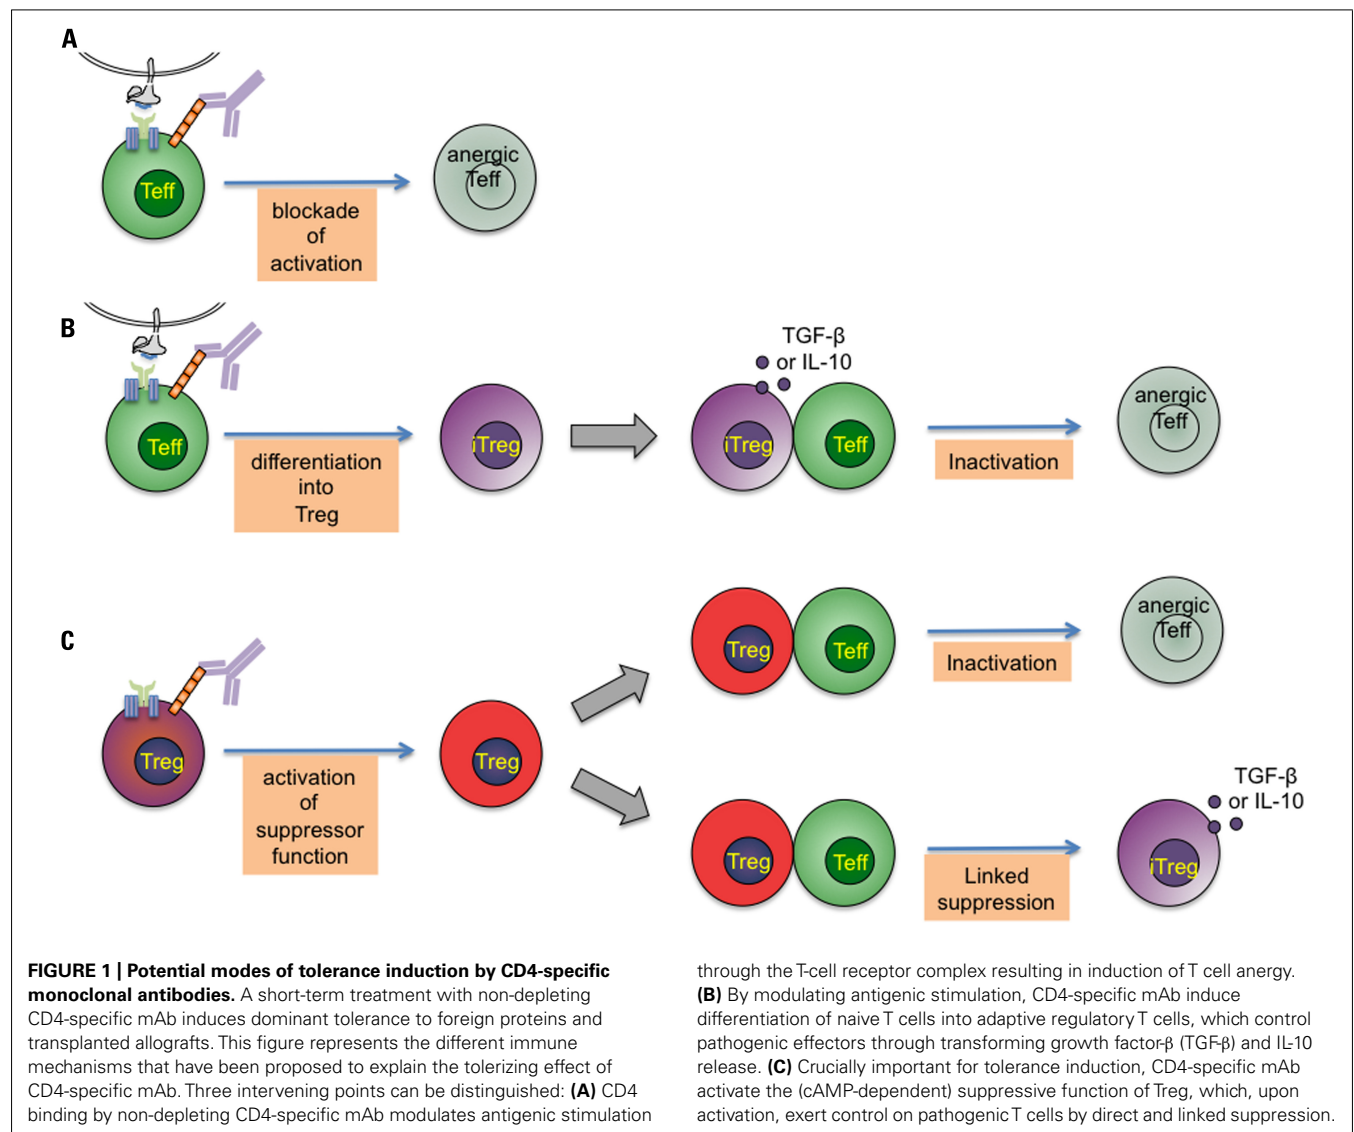 A
Teff
blockade
of
activation
anergic
Teff
B
Teff
differentiation
into
Treg
iTreg
TGF-β
or IL-10
iTreg
Teff
Inactivation
anergic
Teff
C
Treg
activation
of
suppressor
function
Treg
Treg
Teff
Inactivation
anergic
Teff
Treg
Teff
Linked
suppression
TGF-β
or IL-10
iTreg
FIGURE 1 | Potential modes of tolerance induction by CD4-specific
monoclonal antibodies. A short-term treatment with non-depleting
CD4-specific mAb induces dominant tolerance to foreign proteins and
transplanted allografts. This figure represents the different immune
mechanisms that have been proposed to explain the tolerizing effect of
CD4-specific mAb. Three intervening points can be distinguished: (A) CD4
binding by non-depleting CD4-specific mAb modulates antigenic stimulation
through the T-cell receptor complex resulting in induction of T cell anergy.
(B) By modulating antigenic stimulation, CD4-specific mAb induce
differentiation of naive T cells into adaptive regulatory T cells, which control
pathogenic effectors through transforming growth factor-β (TGF-β) and IL-10
release. (C) Crucially important for tolerance induction, CD4-specific mAb
activate the (cAMP-dependent) suppressive function of Treg, which, upon
activation, exert control on pathogenic T cells by direct and linked suppression.